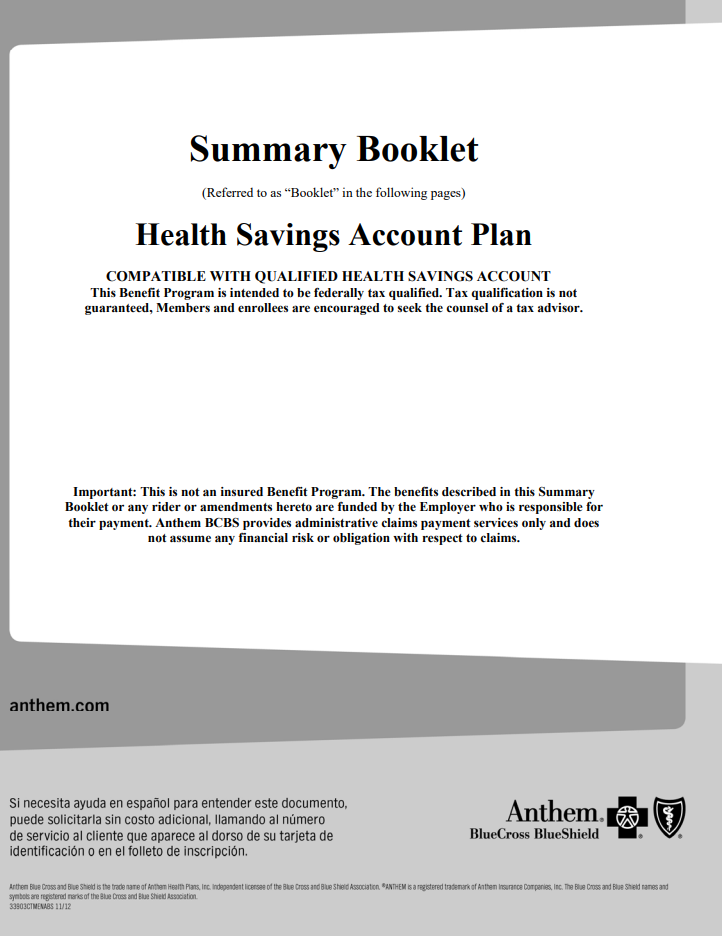 Summary Booklet
(Referred to as “Booklet” in the following pages)
Health Savings Account Plan
COMPATIBLE WITH QUALIFIED HEALTH SAVINGS ACCOUNT
This Benefit Program is intended to be federally tax qualified. Tax qualification is not
guaranteed, Members and enrollees are encouraged to seek the counsel of a tax advisor.
Important: This is not an insured Benefit Program. The benefits described in this Summary
Booklet or any rider or amendments hereto are funded by the Employer who is responsible for
their payment. Anthem BCBS provides administrative claims payment services only and does
not assume any financial risk or obligation with respect to claims.
anthem.com
Si necesita ayuda en español para entender este documento,
puede solicitarla sin costo adicional, llamando al número
de servicio al cliente que aparece al dorso de su tarjeta de
identificación o en el folleto de inscripción.
Anthem®
BlueCross BlueShield
Anthem Blue Cross and Blue Shield is the trade name of Anthem Health Plans, Inc. Independent licensee of the Blue Cross and Blue Shield Association. ®ANTHEM is a registered trademark of Anthem Insurance Companies, Inc. The Blue Cross and Blue Shield names and
symbols are registered marks of the Blue Cross and Blue Shield Association.
33903CTMENABS 11/12